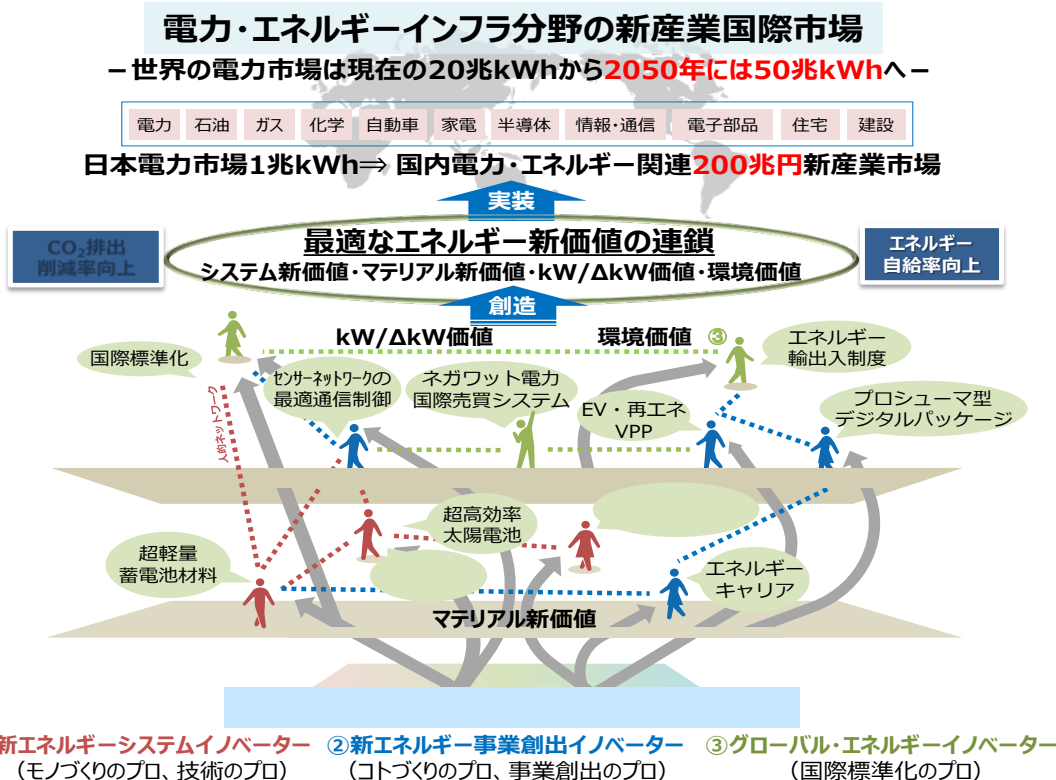 電力・エネルギーインフラ分野の新産業国際市場
－世界の電力市場は現在の20兆kWhから2050年には50兆kWhへ－
電力 石油 ガス 化学 自動車 家電 半導体 情報・通信 電子部品 住宅 建設
日本電力市場1兆kWh⇒ 国内電力・エネルギー関連200兆円新産業市場
実装
CO₂排出
削減率向上
最適なエネルギー新価値の連鎖
システム新価値・マテリアル新価値・kW/ΔkW価値・環境価値
エネルギー
自給率向上
創造
kW/ΔkW価値
環境価値 ③
国際標準化
エネルギー
輸出入制度
センサーネットワークの
最適通信制御
ネガワット電力
国際売買システム
EV・再エネ
VPP
プロシューマ型
デジタルパッケージ
人的ネットワーク
超高効率
太陽電池
超軽量
蓄電池材料
エネルギー
キャリア
マテリアル新価値
新エネルギーシステムイノベーター ②新エネルギー事業創出イノベーター ③グローバル・エネルギーイノベーター
（モノづくりのプロ、技術のプロ） （コトづくりのプロ、事業創出のプロ） （国際標準化のプロ）